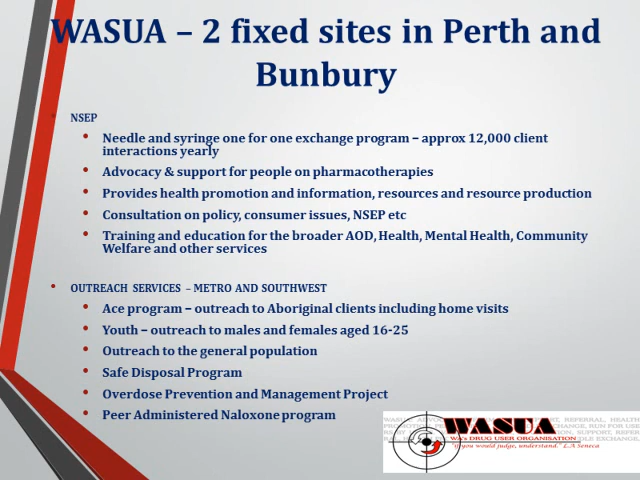 WASUA – 2 fixed sites in Perth and
Bunbury
• NSEP
• Needle and syringe one for one exchange program – approx 12,000 client
interactions yearly
• Advocacy & support for people on pharmacotherapies
• Provides health promotion and information, resources and resource production
• Consultation on policy, consumer issues, NSEP etc
• Training and education for the broader AOD, Health, Mental Health, Community
Welfare and other services
• OUTREACH SERVICES – METRO AND SOUTHWEST
• Ace program – outreach to Aboriginal clients including home visits
• Youth – outreach to males and females aged 16-25
• Outreach to the general population
• Safe Disposal Program
• Overdose Prevention and Management Project
• Peer Administered Naloxone program
WASUA
WA's DRUG USER ORGANISATION
"if you would judge, understand." L.A Seneca